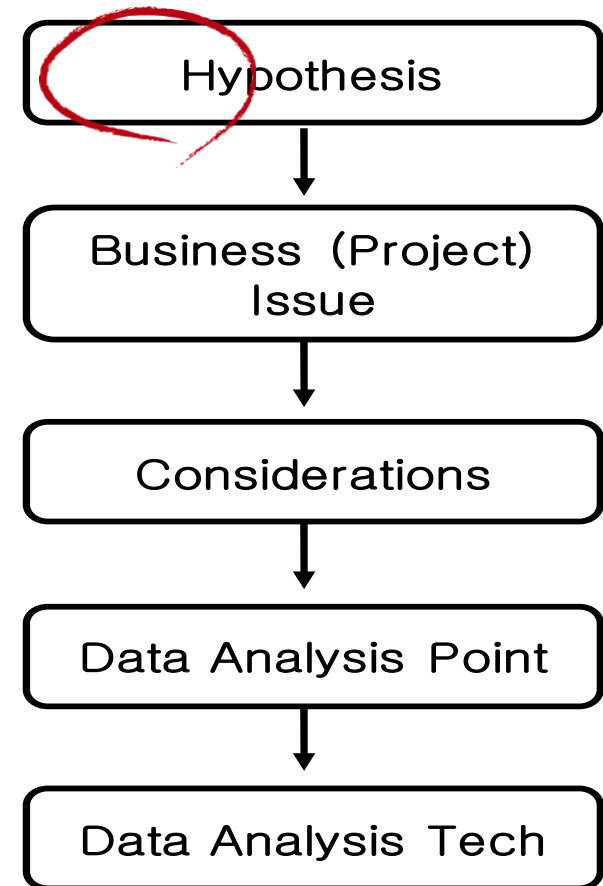 Hypothesis
Business (Project)
Issue
Considerations
Data Analysis Point
Data Analysis Tech